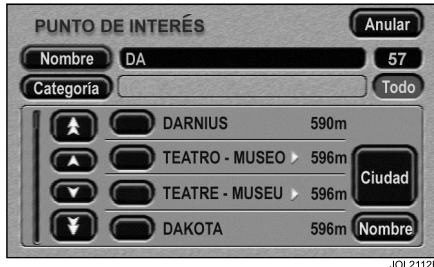 PUNTO DE INTERÉS Anular
Nombre DA 57
Categoría Todo
DARNIUS 590m
TEATRO - MUSEO 596m
TEATRE - MUSEU 596m
Ciudad
DAKOTA 596m Nombre